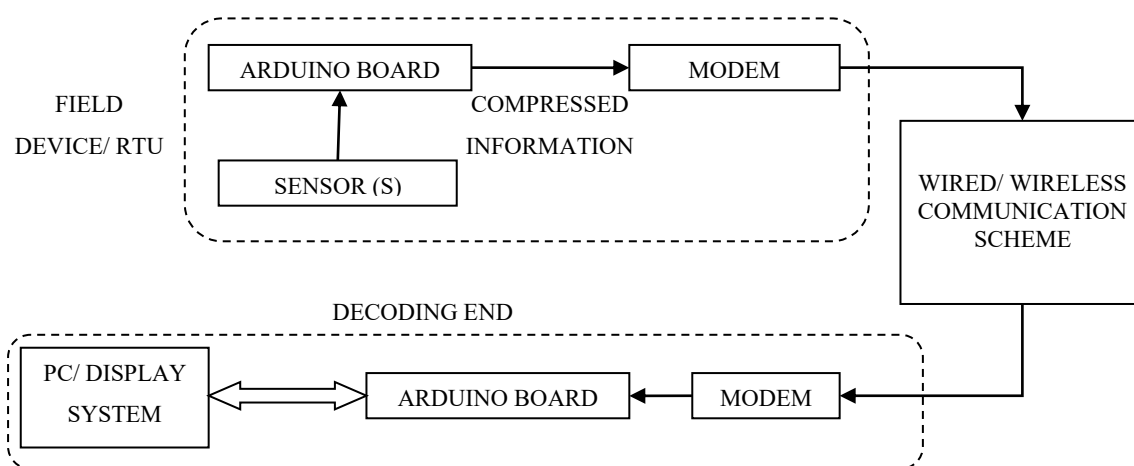 ARDUINO BOARD
MODEM
FIELD
DEVICE/ RTU
COMPRESSED
INFORMATION
SENSOR (S)
WIRED/ WIRELESS
COMMUNICATION
SCHEME
DECODING END
PC/ DISPLAY
SYSTEM
ARDUINO BOARD
MODEM